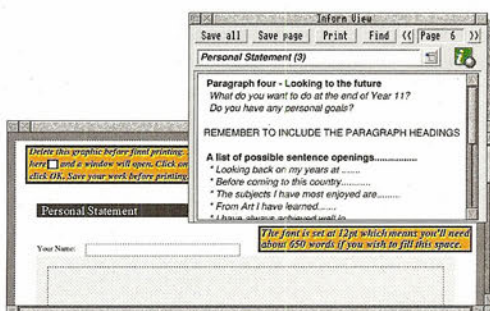 Inform View
Save all Save page Print Find << Page 6 >>
Personal Statement (3)
Paragraph four - Looking to the future
What do you want to do at the end of Year 11?
Do you have any personal goals?
REMEMBER TO INCLUDE THE PARAGRAPH HEADINGS
A list of possible sentence openings................
* Looking back on my years at .......
* Before coming to this country..........
* The subjects I have most enjoyed are.........
* From Art I have learned.......
* I have always achieved well in
Delete this graphic before final printing.
here and a window will open. Click on
click OK. Save your work before printing.
Personal Statement
The font is set at 12pt which means you'll need
about 650 words if you wish to fill this space.
Your Name: